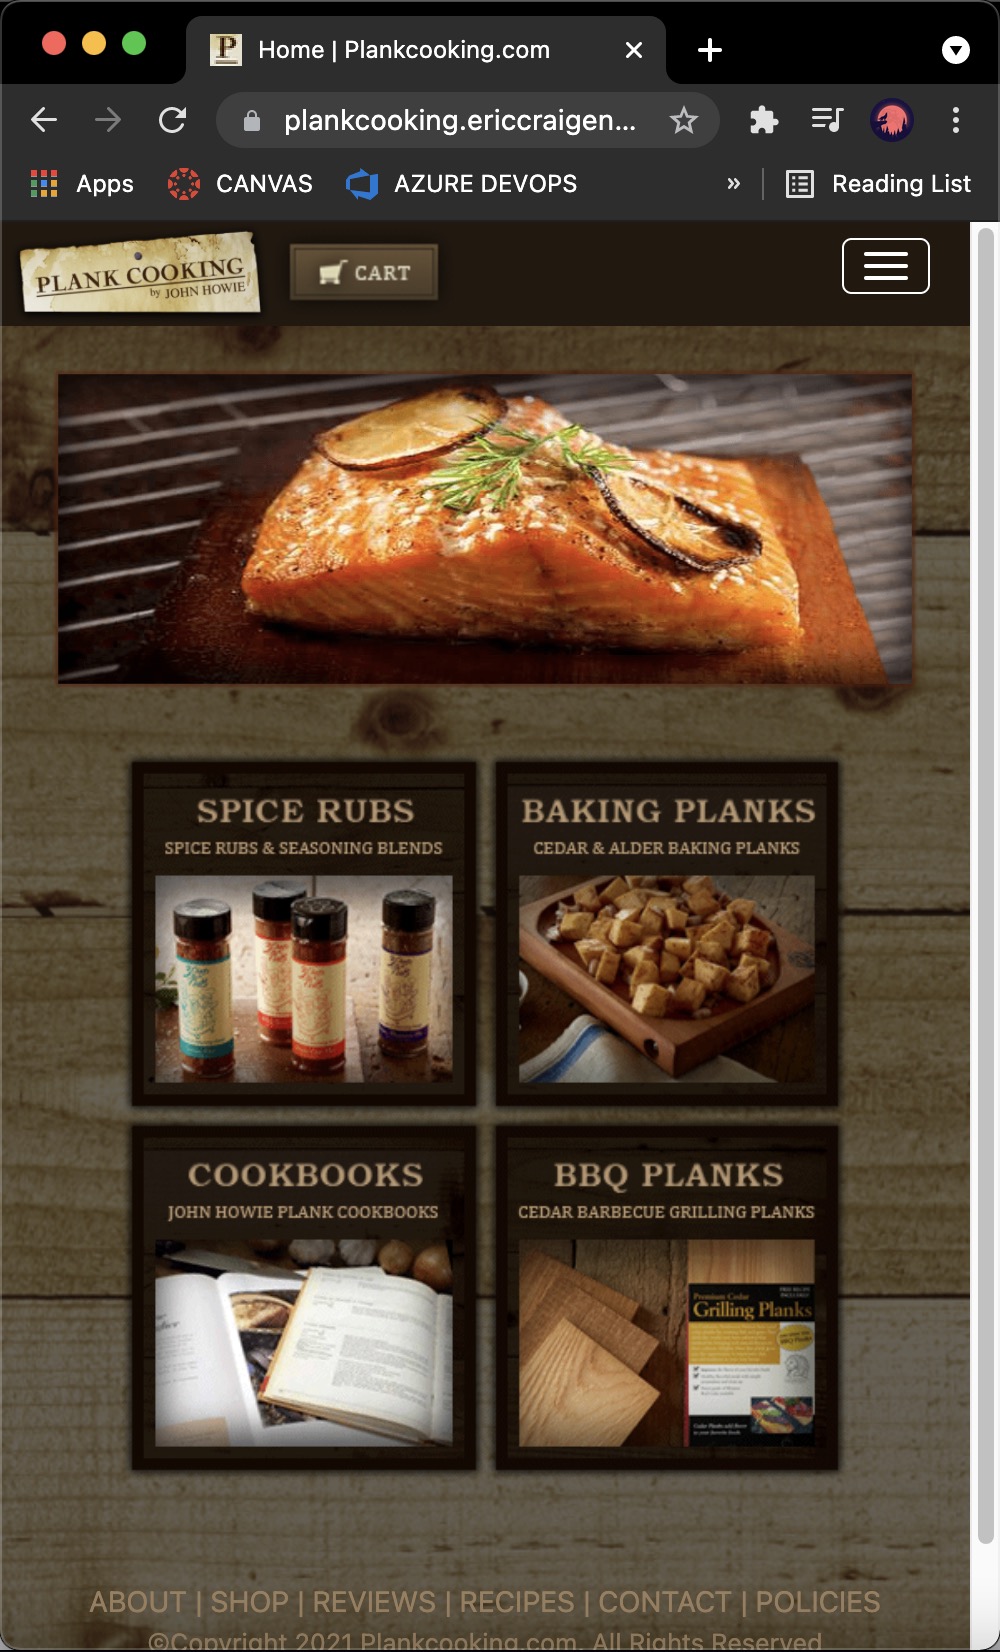 Home | Plankcooking.com
plankcooking.ericcraigen...
Apps
CANVAS
AZURE DEVOPS
»
Reading List
PLANK COOKING
by JOHN HOWIE
CART
SPICE RUBS
SPICE RUBS & SEASONING BLENDS
BAKING PLANKS
CEDAR & ALDER BAKING PLANKS
COOKBOOKS
JOHN HOWIE PLANK COOKBOOKS
BBQ PLANKS
CEDAR BARBECUE GRILLING PLANKS
Premium Cedar
Grilling Planks
ABOUT | SHOP | REVIEWS | RECIPES | CONTACT | POLICIES
©Copyright 2021 Plankcooking.com. All Rights Reserved